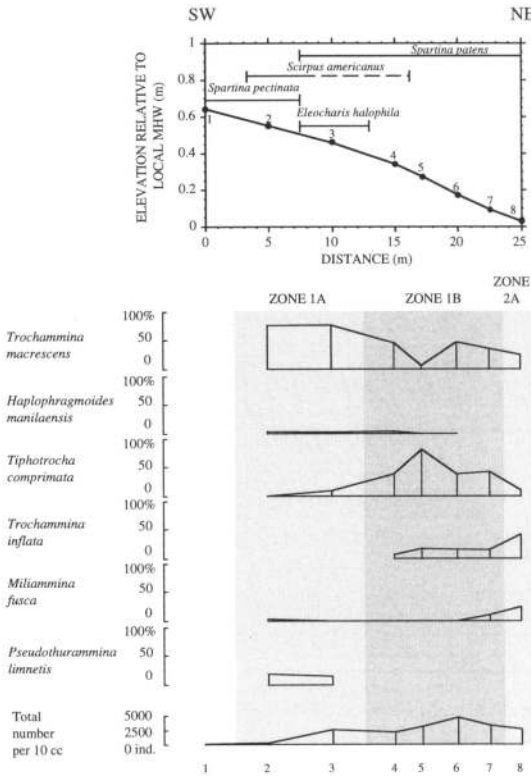 SW NE
1
0.8
0.6
0.4
0.2
0
ELEVATION RELATIVE TO
LOCAL MHW (m)
Spartina patens
Scirpus americanus
Spartina pectinata
Eleocharis halophila
1 2 3 4 5 6 7 8
0 5 10 15 20 25
DISTANCE (m)
ZONE 1A ZONE 1B ZONE
2A
Trochammina
macrescens
100%
50
0
Haplophragmoides
manilaensis
100%
50
0
Tiphotrocha
comprimata
100%
50
0
Trochammina
inflata
100%
50
0
Miliammina
fusca
100%
50
0
Pseudothurammina
limnetis
100%
50
0
Total
number
per 10 cc
5000
2500
0 ind.
1 2 3 4 5 6 7 8